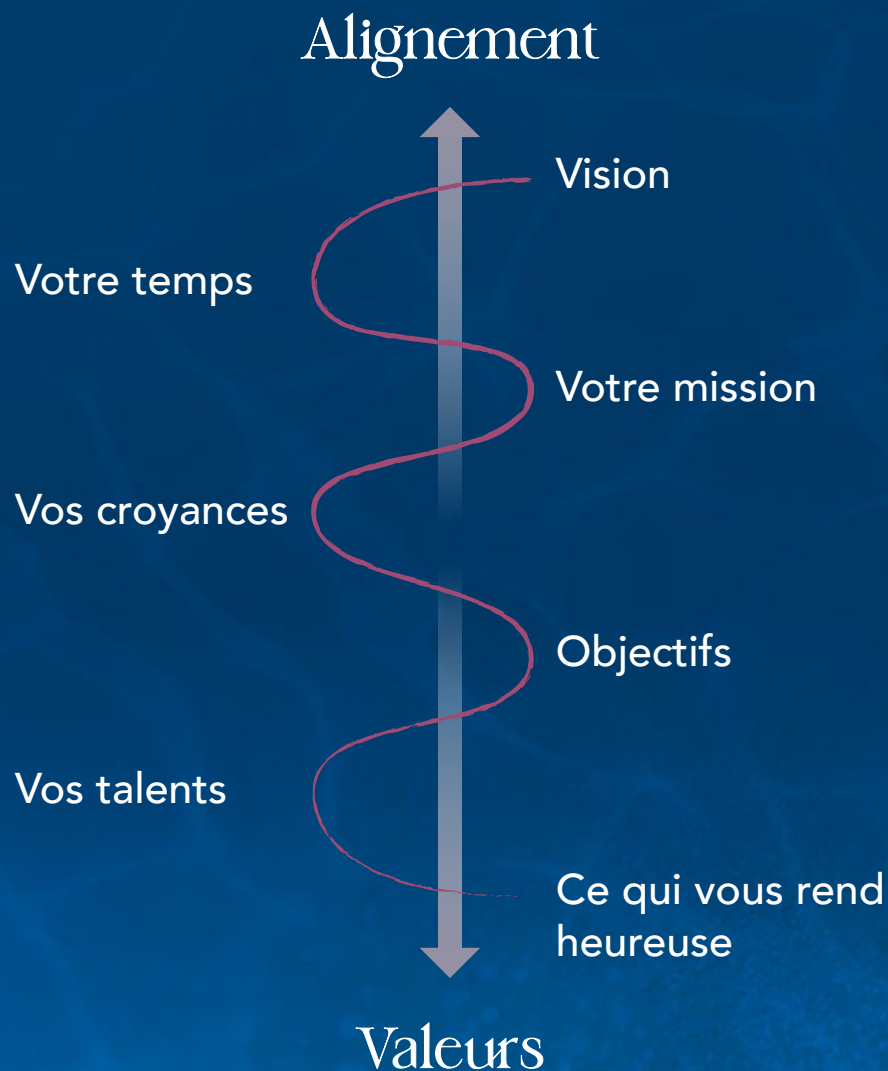 Alignement
Vision
Votre temps
Votre mission
Vos croyances
Objectifs
Vos talents
Ce qui vous rend
heureuse
Valeurs